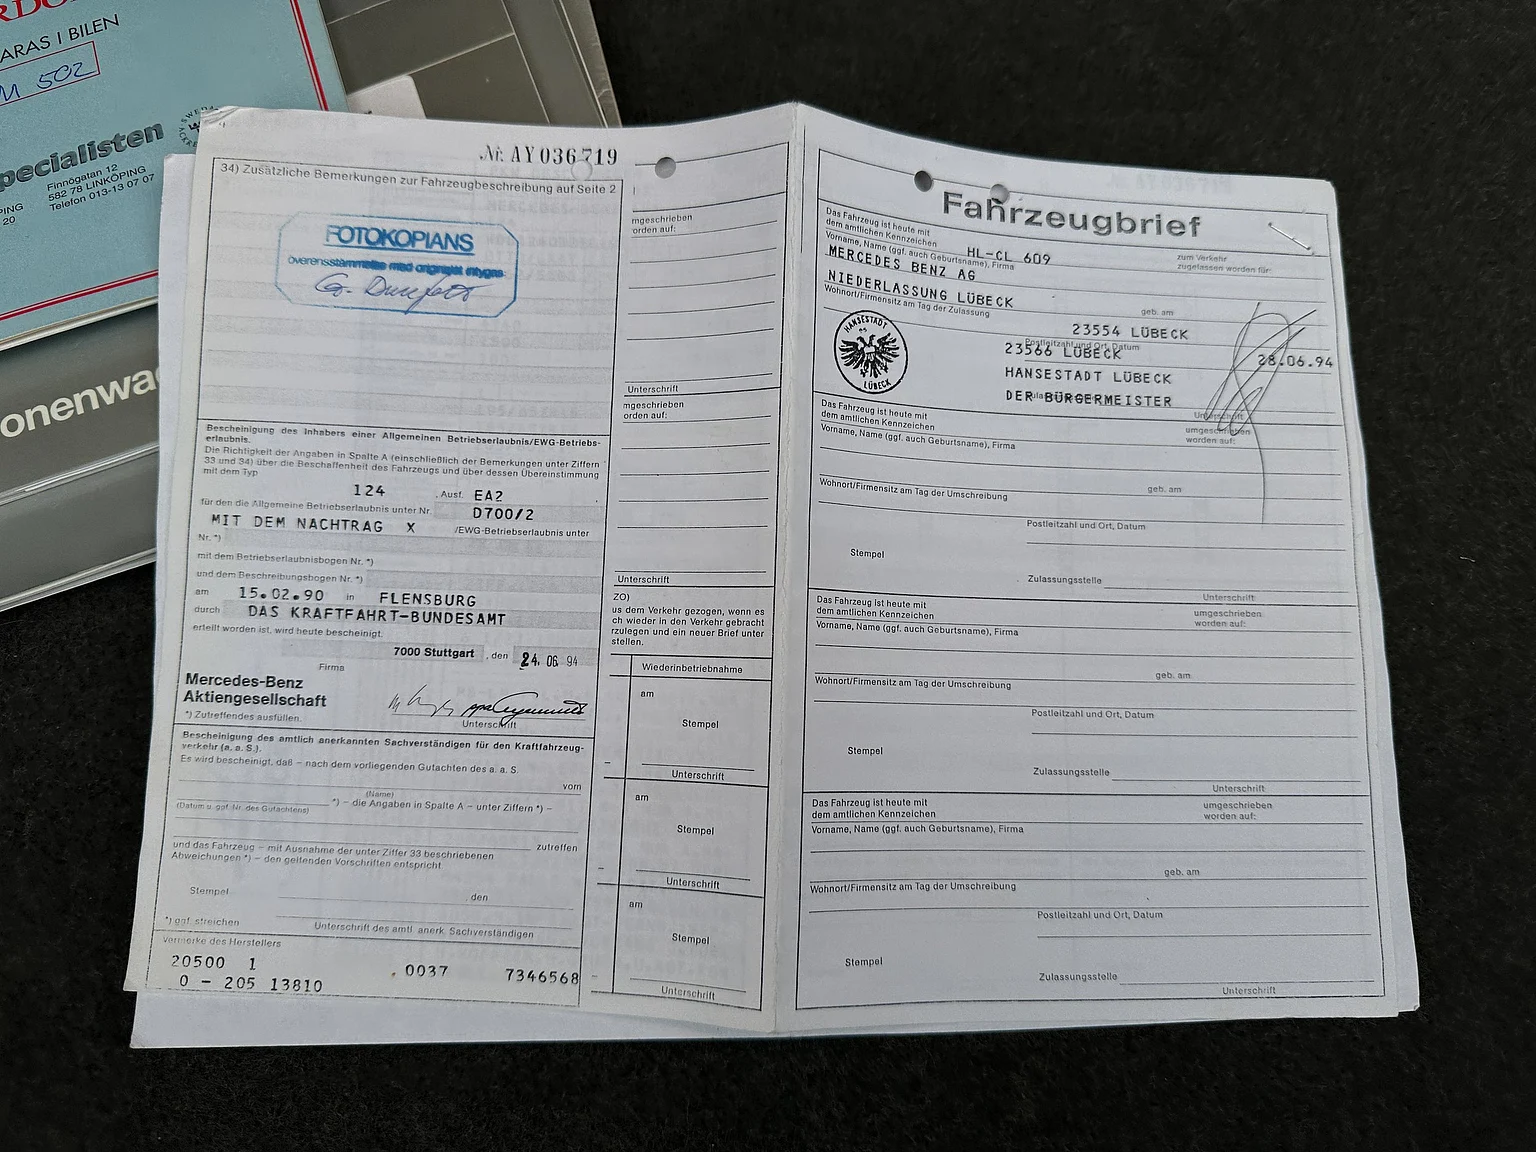 ARAS I BILEN
502
pecialisten
Finnögatan 12
582 78 LINKÖPING
Telefon 013-13 07 07
PING
20
onenwa
Nr. AY 036719
34) Zusätzliche Bemerkungen zur Fahrzeugbeschreibung auf Seite 2
FOTOKOPIANS
överensstämmelse med originalet intygas:
Bescheinigung des Inhabers einer Allgemeinen Betriebserlaubnis/EWG-Betriebs-
erlaubnis.
Die Richtigkeit der Angaben in Spalte A (einschließlich der Bemerkungen unter Ziffern
33 und 34) über die Beschaffenheit des Fahrzeugs und über dessen Übereinstimmung
mit dem Typ
124 , Ausf. EA2
für den die Allgemeine Betriebserlaubnis unter Nr. D700/2
MIT DEM NACHTRAG X /EWG-Betriebserlaubnis unter
Nr. *)
mit dem Betriebserlaubnisbogen Nr. *)
und dem Beschreibungsbogen Nr. *)
am 15.02.90 in FLENSBURG
durch DAS KRAFTFAHRT-BUNDESAMT
erteilt worden ist, wird heute bescheinigt.
7000 Stuttgart , den 24. 06 94
Firma
Mercedes-Benz
Aktiengesellschaft
*) Zutreffendes ausfüllen.
Unterschrift
Bescheinigung des amtlich anerkannten Sachverständigen für den Kraftfahrzeug-
verkehr (a. a. S.).
Es wird bescheinigt, daß – nach dem vorliegenden Gutachten des a. a. S.
vom
(Name)
(Datum u. ggf. Nr. des Gutachtens) *) – die Angaben in Spalte A – unter Ziffern *) –
zutreffen
und das Fahrzeug – mit Ausnahme der unter Ziffer 33 beschriebenen
Abweichungen *) – den geltenden Vorschriften entspricht
Stempel , den
*) ggf. streichen Unterschrift des amtl. anerk. Sachverständigen
Vermerke des Herstellers
20500 1 .0037 7346568
0 – 205 13810
mgeschrieben
orden auf:
Unterschrift
mgeschrieben
orden auf:
Unterschrift
ZO)
us dem Verkehr gezogen, wenn es
ch wieder in den Verkehr gebracht
rzulegen und ein neuer Brief unter
stellen.
Wiederinbetriebnahme
am
Stempel
Unterschrift
am
Stempel
Unterschrift
am
Stempel
Unterschrift
Fahrzeugbrief
Das Fahrzeug ist heute mit
dem amtlichen Kennzeichen HL-CL 609 zum Verkehr
zugelassen worden für:
Vorname, Name (ggf. auch Geburtsname), Firma
MERCEDES BENZ AG
NIEDERLASSUNG LÜBECK
Wohnort/Firmensitz am Tag der Zulassung geb. am
23554 LÜBECK
Postleitzahl und Ort, Datum
23566 LÜBECK 28.06.94
HANSESTADT LÜBECK
DER BÜRGERMEISTER
Unterschrift
HANSESTADT
LÜBECK
Das Fahrzeug ist heute mit
dem amtlichen Kennzeichen
umgeschrieben
worden auf:
Vorname, Name (ggf. auch Geburtsname), Firma
geb. am
Wohnort/Firmensitz am Tag der Umschreibung
Postleitzahl und Ort, Datum
Stempel
Zulassungsstelle
Unterschrift
Das Fahrzeug ist heute mit
dem amtlichen Kennzeichen
umgeschrieben
worden auf:
Vorname, Name (ggf. auch Geburtsname), Firma
geb. am
Wohnort/Firmensitz am Tag der Umschreibung
Postleitzahl und Ort, Datum
Stempel
Zulassungsstelle
Unterschrift
Das Fahrzeug ist heute mit
dem amtlichen Kennzeichen
umgeschrieben
worden auf:
Vorname, Name (ggf. auch Geburtsname), Firma
geb. am
Wohnort/Firmensitz am Tag der Umschreibung
Postleitzahl und Ort, Datum
Stempel
Zulassungsstelle
Unterschrift